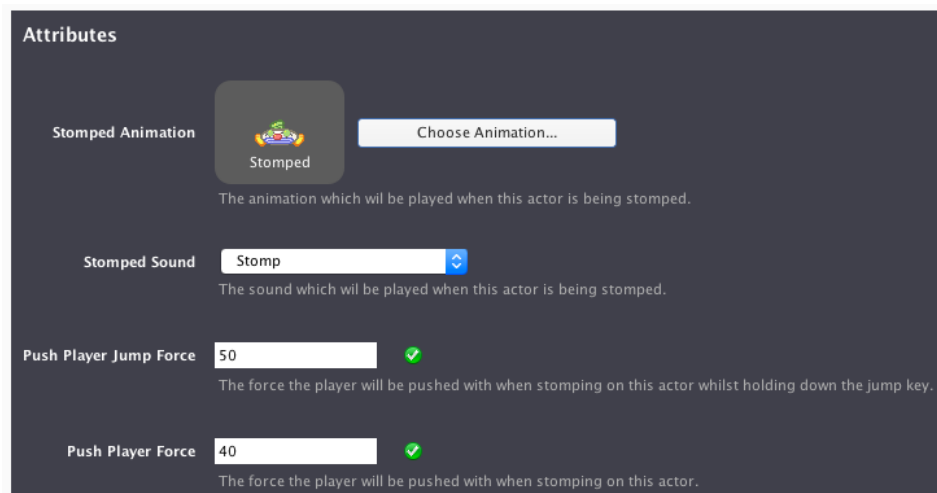 Attributes
Stomped Animation
Stomped
Choose Animation...
The animation which wil be played when this actor is being stomped.
Stomped Sound
Stomp
The sound which wil be played when this actor is being stomped.
Push Player Jump Force
50
The force the player will be pushed with when stomping on this actor whilst holding down the jump key.
Push Player Force
40
The force the player will be pushed with when stomping on this actor.